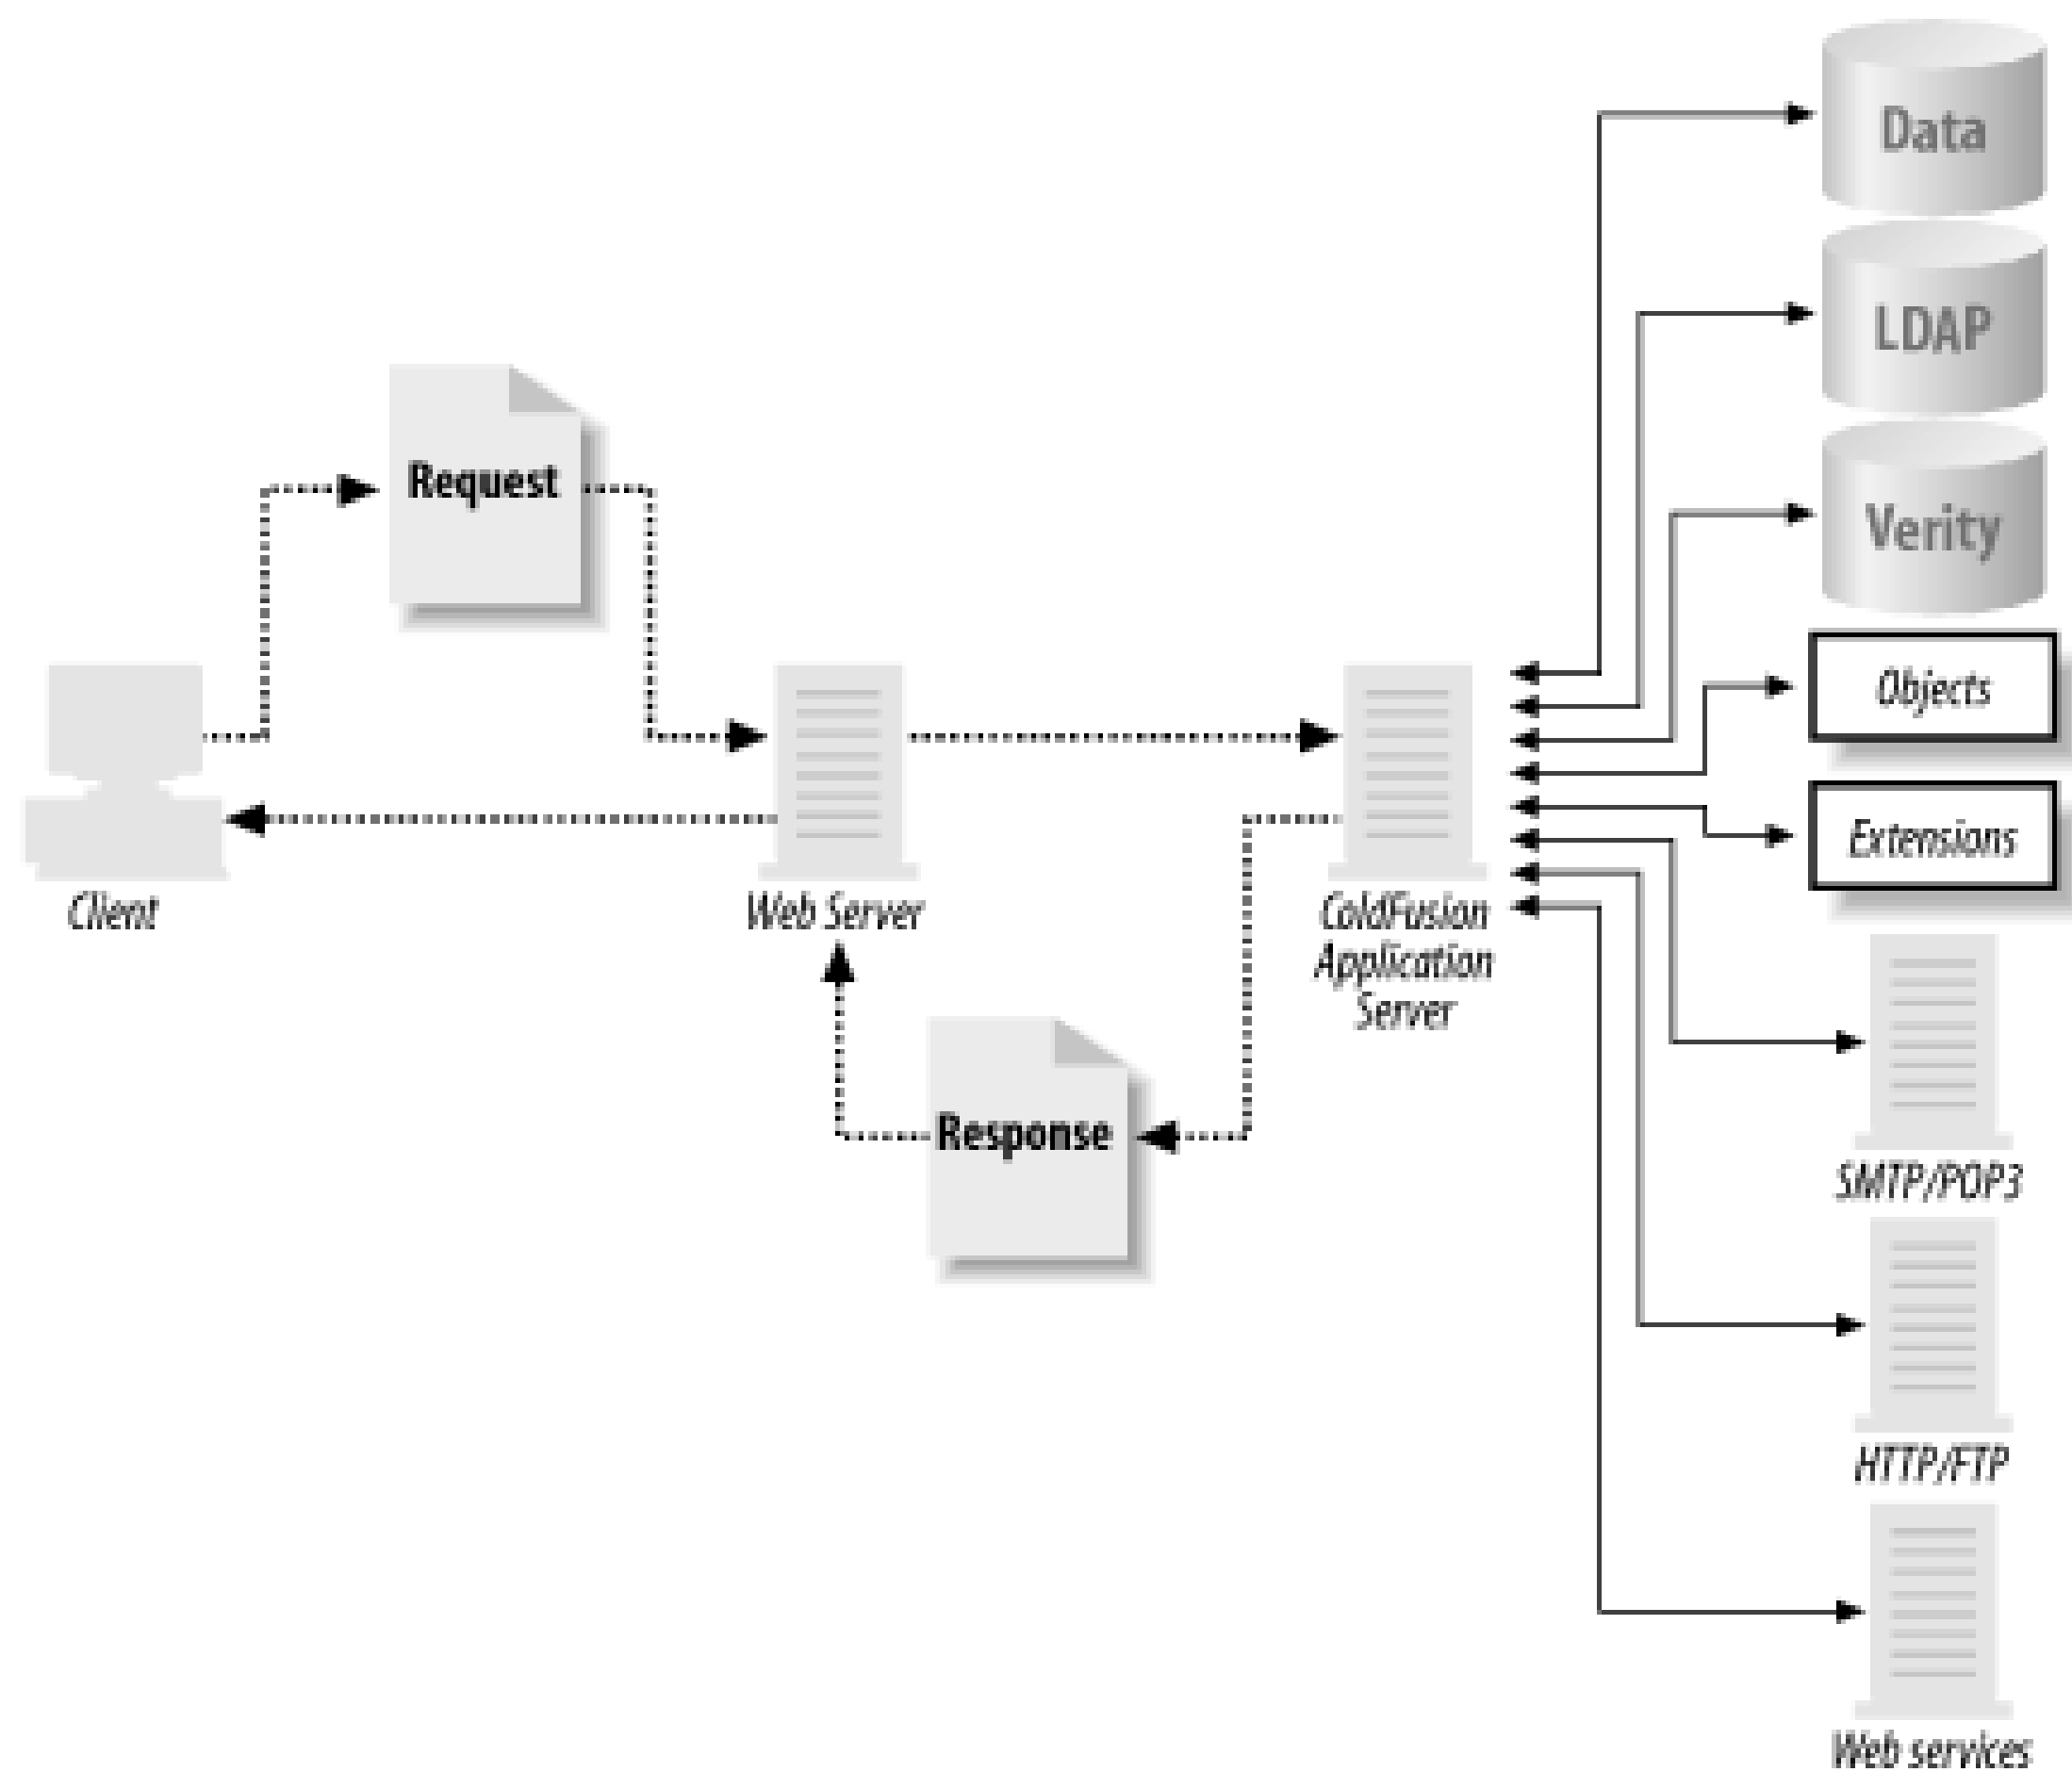 Data
LDAP
Verity
Request
Objects
Extensions
Client
Web Server
ColdFusion
Application
Server
Response
SMTP/POP3
HTTP/FTP
Web services